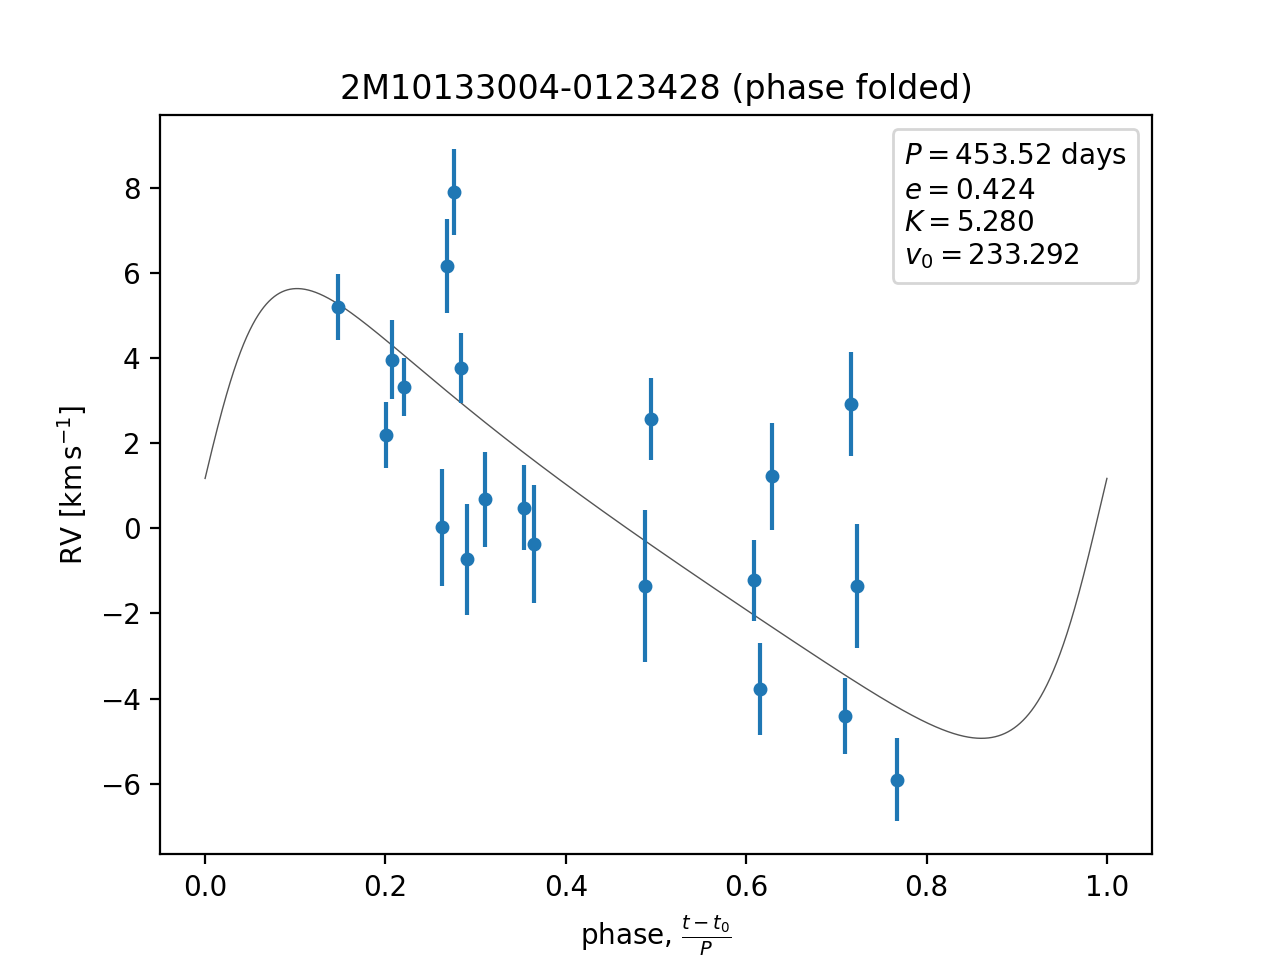 2M10133004-0123428 (phase folded)
P = 453.52 days
e = 0.424
K = 5.280
v₀ = 233.292
8
6
4
2
0
−2
−4
−6
RV [km s⁻¹]
0.0 0.2 0.4 0.6 0.8 1.0
phase, (t − t₀)/P